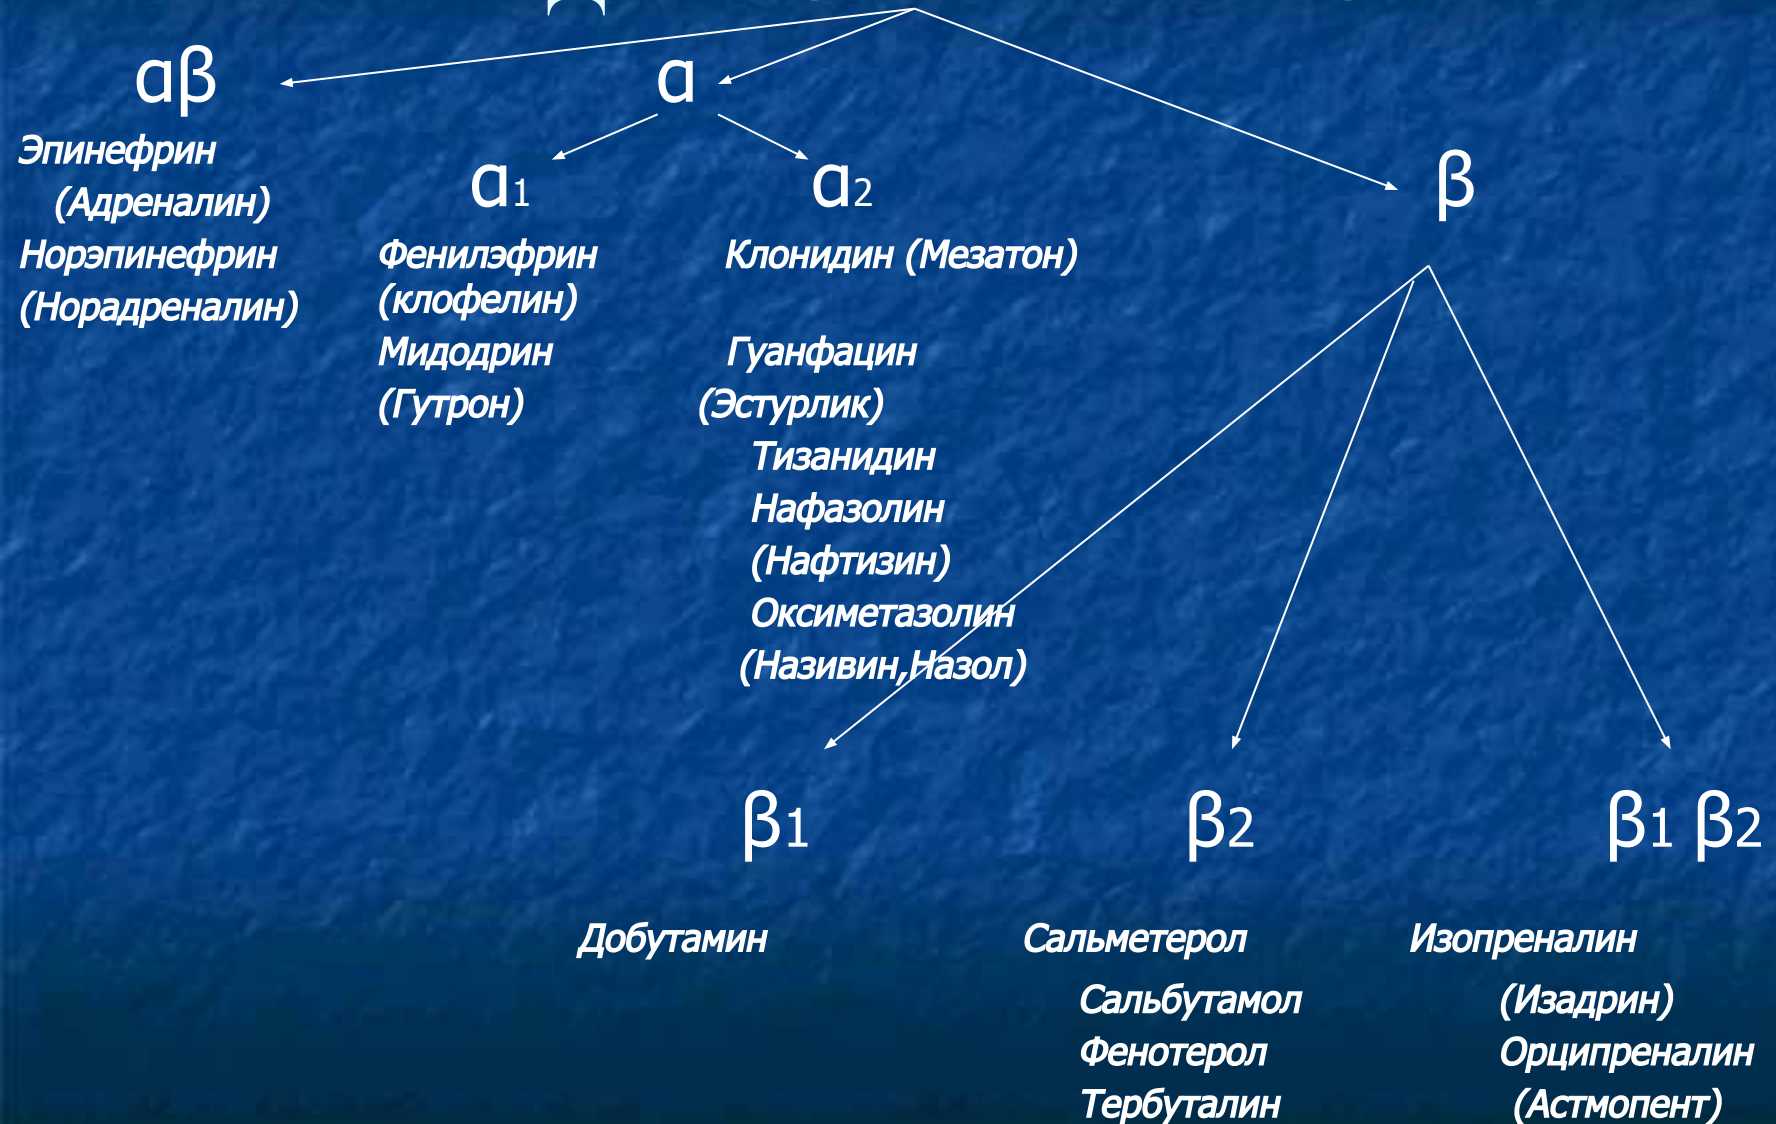 αβ
Эпинефрин
(Адреналин)
Норэпинефрин
(Норадреналин)
α
α1
Фенилэфрин
(клофелин)
Мидодрин
(Гутрон)
α2
Клонидин (Мезатон)
Гуанфацин
(Эстурлик)
Тизанидин
Нафазолин
(Нафтизин)
Оксиметазолин
(Називин,Назол)
β
β1
Добутамин
β2
Сальметерол
Сальбутамол
Фенотерол
Тербуталин
β1 β2
Изопреналин
(Изадрин)
Орципреналин
(Астмопент)